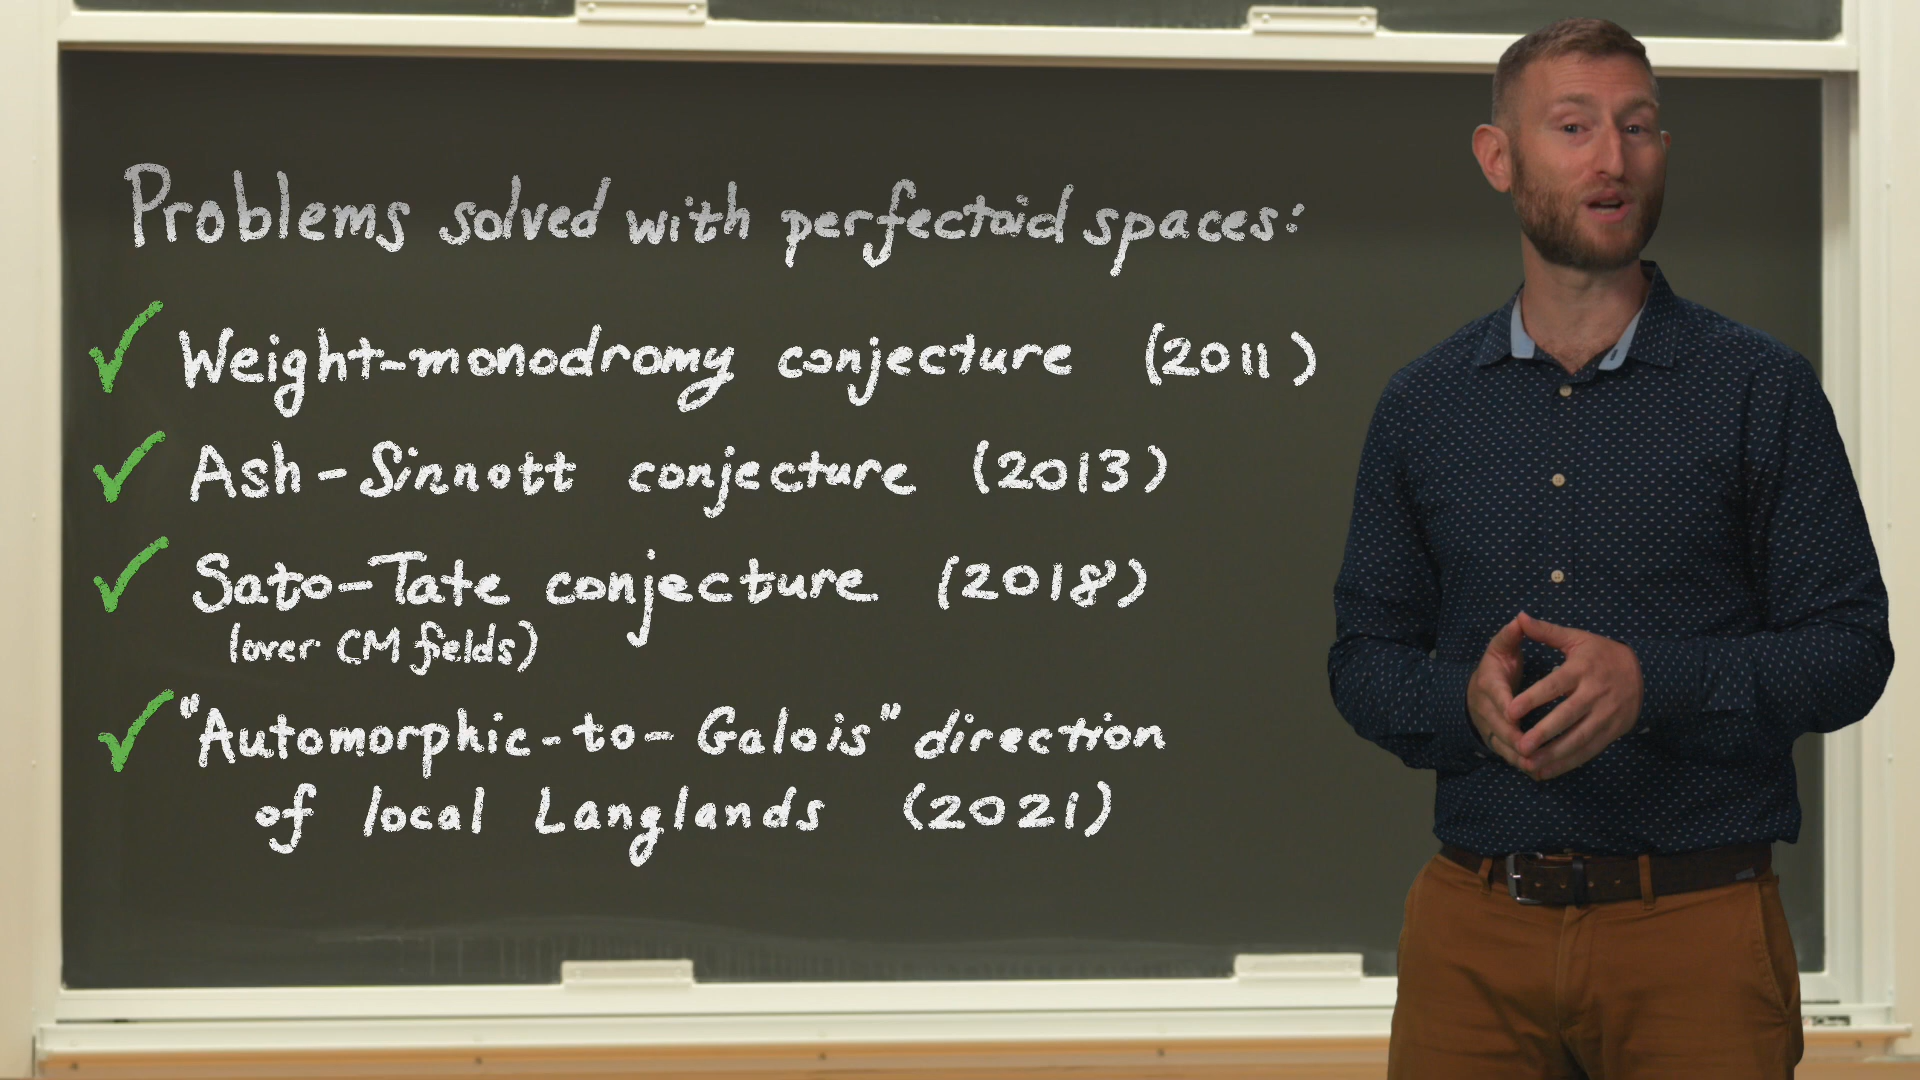 Problems solved with perfectoid spaces:
Weight-monodromy conjecture (2011)
Ash-Sinnott conjecture (2013)
Sato-Tate conjecture (2018)
(over CM fields)
"Automorphic-to-Galois" direction
of local Langlands (2021)